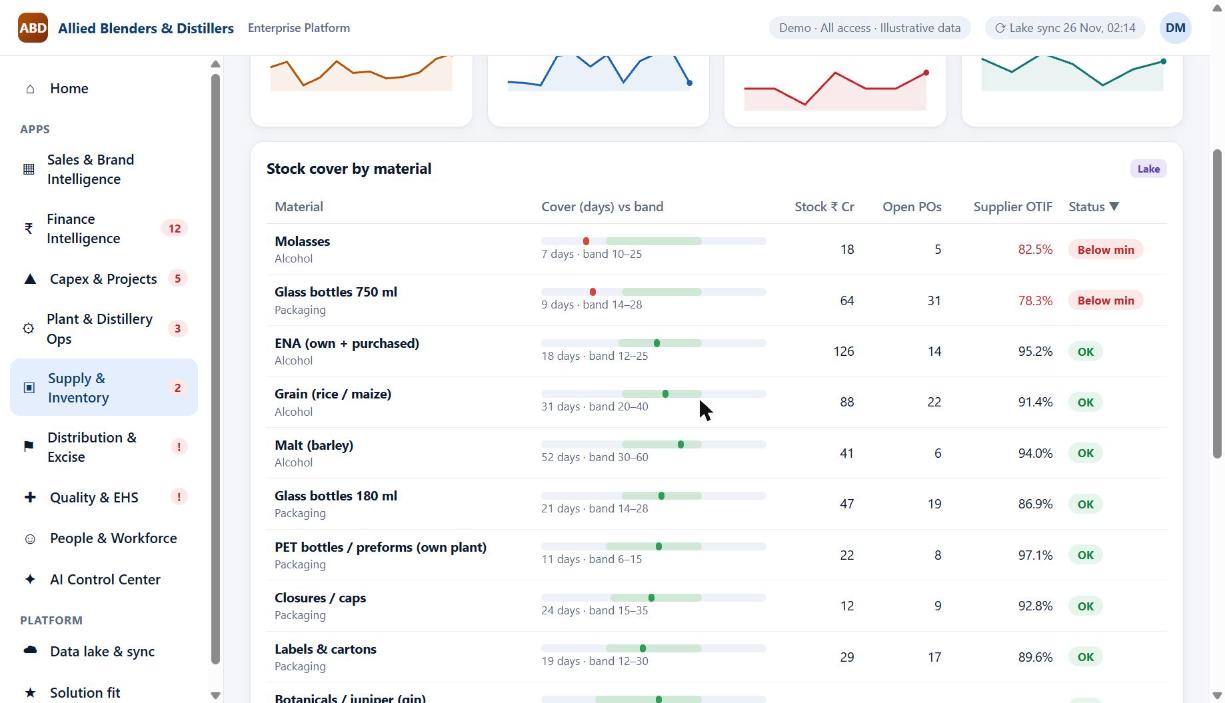 ABD Allied Blenders & Distillers Enterprise Platform Demo · All access · Illustrative data Lake sync 26 Nov, 02:14 DM
Home
APPS
Sales & Brand
Intelligence
Finance
Intelligence
12
Capex & Projects 5
Plant & Distillery
Ops
3
Supply &
Inventory
2
Distribution &
Excise
!
Quality & EHS !
People & Workforce
AI Control Center
PLATFORM
Data lake & sync
Solution fit
Stock cover by material Lake
Material Cover (days) vs band Stock ₹ Cr Open POs Supplier OTIF Status ▼
Molasses
Alcohol
7 days · band 10–25
18 5 82.5% Below min
Glass bottles 750 ml
Packaging
9 days · band 14–28
64 31 78.3% Below min
ENA (own + purchased)
Alcohol
18 days · band 12–25
126 14 95.2% OK
Grain (rice / maize)
Alcohol
31 days · band 20–40
88 22 91.4% OK
Malt (barley)
Alcohol
52 days · band 30–60
41 6 94.0% OK
Glass bottles 180 ml
Packaging
21 days · band 14–28
47 19 86.9% OK
PET bottles / preforms (own plant)
Packaging
11 days · band 6–15
22 8 97.1% OK
Closures / caps
Packaging
24 days · band 15–35
12 9 92.8% OK
Labels & cartons
Packaging
19 days · band 12–30
29 17 89.6% OK
Botanicals / juniper (gin)